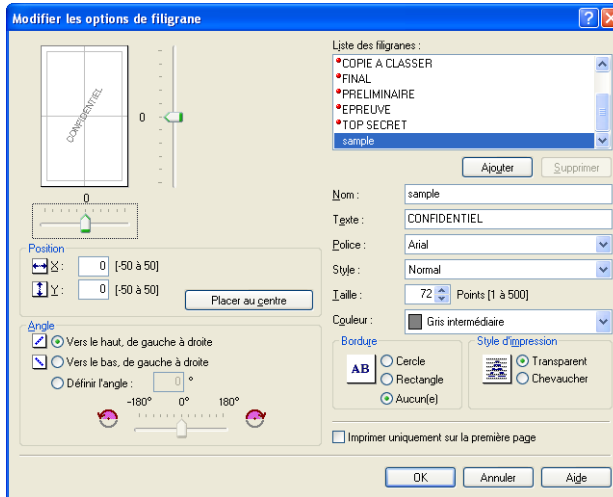 Modifier les options de filigrane
CONFIDENTIEL
0
0
Position
X : 0 [-50 à 50]
Y : 0 [-50 à 50]
Placer au centre
Angle
Vers le haut, de gauche à droite
Vers le bas, de gauche à droite
Définir l'angle : 0 °
-180° 0° 180°
Liste des filigranes :
COPIE A CLASSER
FINAL
PRELIMINAIRE
EPREUVE
TOP SECRET
sample
Ajouter Supprimer
Nom : sample
Texte : CONFIDENTIEL
Police : Arial
Style : Normal
Taille : 72 Points [1 à 500]
Couleur : Gris intermédiaire
Bordure
AB
Cercle
Rectangle
Aucun(e)
Style d'impression
Transparent
Chevaucher
Imprimer uniquement sur la première page
OK Annuler Aide